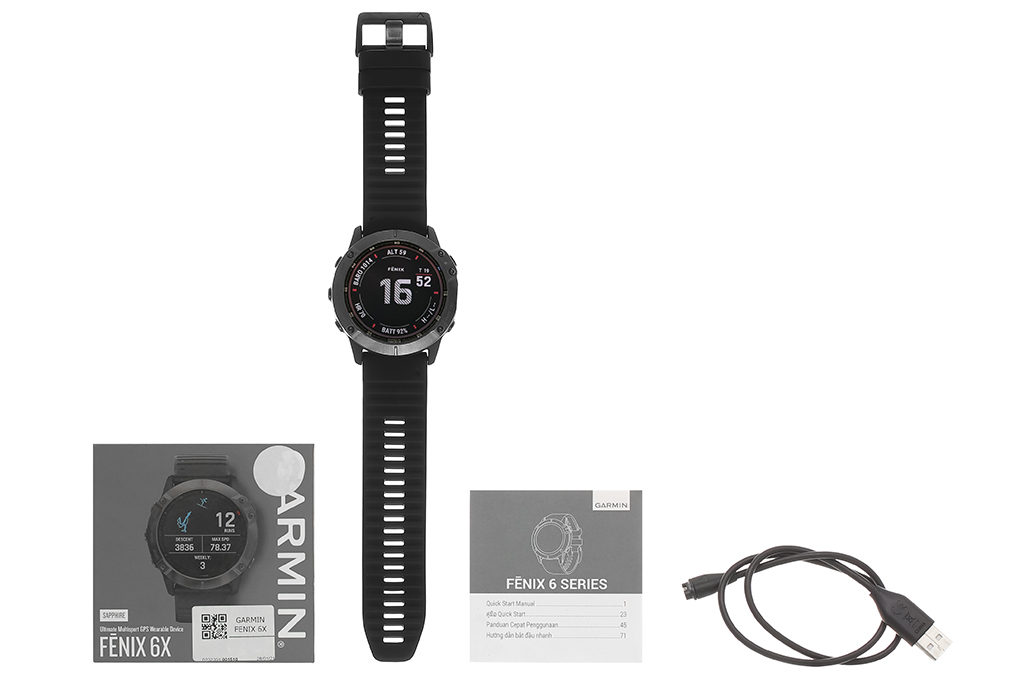 ALT 59
BARO 1014
FĒNIX
T 19
16
52
HR 70
H--/L--
BATT 92%
GARMIN
12
RUNS
DESCENT
MAX SPD
3836
78.37
WEEKLY
3
SAPPHIRE
Ultimate Multisport GPS Wearable Device
FĒNIX 6X
GARMIN
FENIX 6X
GARMIN
FĒNIX 6 SERIES
Quick Start Manual 1
คู่มือ Quick Start 23
Panduan Cepat Penggunaan 45
Hướng dẫn bắt đầu nhanh 71